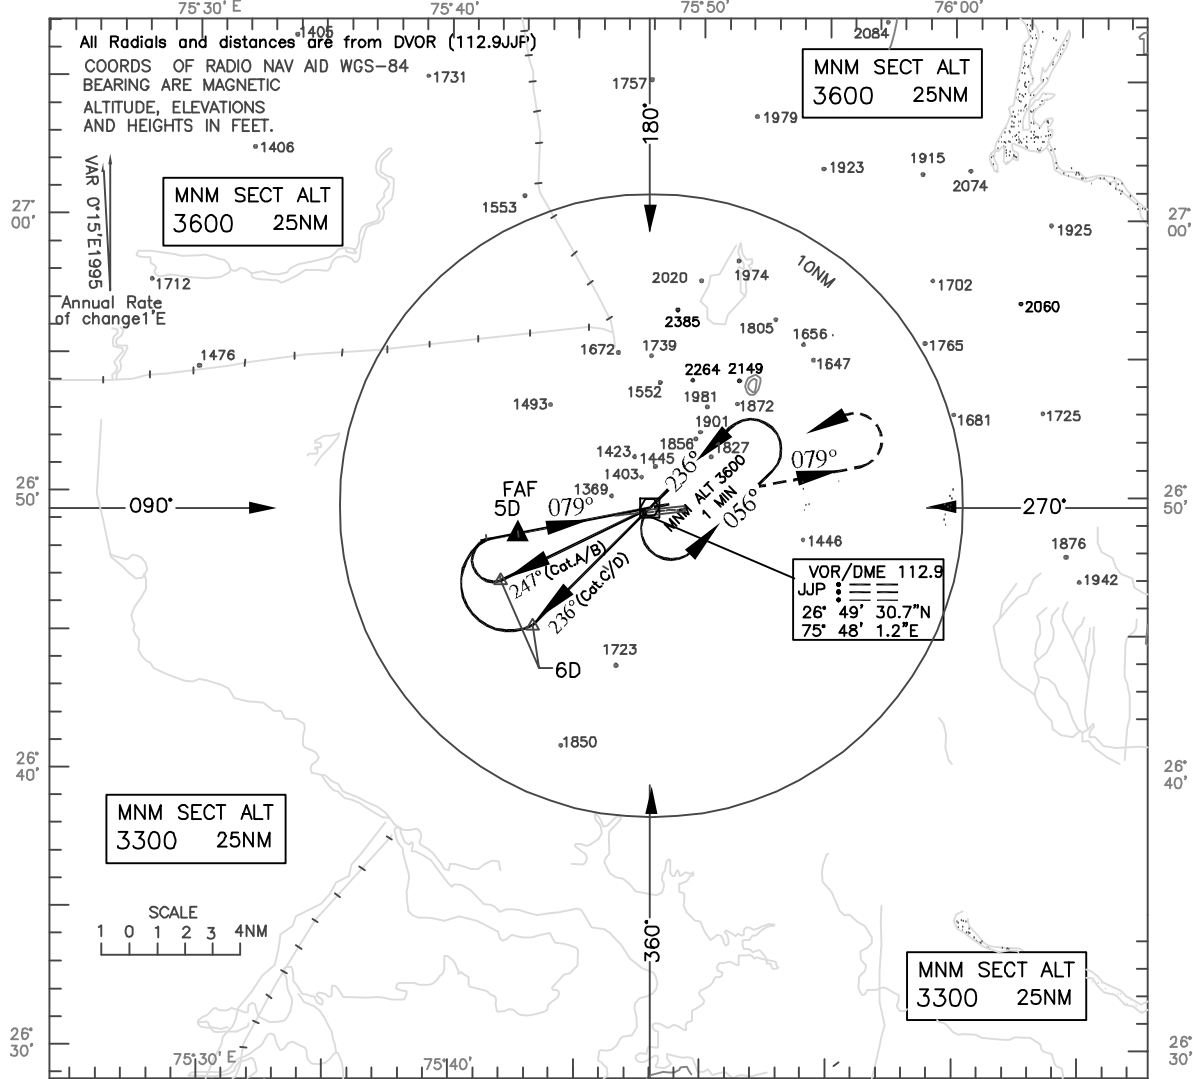 75°30' E
75°40'
75°50'
76°00'
1405
All Radials and distances are from DVOR (112.9JJP)
COORDS OF RADIO NAV AID WGS-84
BEARING ARE MAGNETIC
ALTITUDE, ELEVATIONS
AND HEIGHTS IN FEET.
2084
1731
1757
MNM SECT ALT
3600 25NM
180°
1979
1406
VAR 0°15'E1995
Annual Rate
of change1'E
MNM SECT ALT
3600 25NM
1923
1915
2074
27°
00'
1553
27°
00'
1925
1712
2020
1974
10NM
1702
2385
2060
1805
1656
1476
1672
1739
1647
1765
2264
2149
1552
1493
1981
1872
1681
1725
1901
1856
1827
1423
1445
1403
1369
236°
MNM ALT 3600
1 MIN
056°
079°
26°
50'
090°
FAF
5D
079°
270°
26°
50'
1446
1876
1942
247°(Cat.A/B)
236°(Cat.C/D)
VOR/DME 112.9
JJP
26° 49' 30.7"N
75° 48' 1.2"E
1723
6D
1850
26°
40'
26°
40'
MNM SECT ALT
3300 25NM
SCALE
1 0 1 2 3 4NM
360°
MNM SECT ALT
3300 25NM
26°
30'
26°
30'
75°30' E
75°40'
75°50'
76°00'